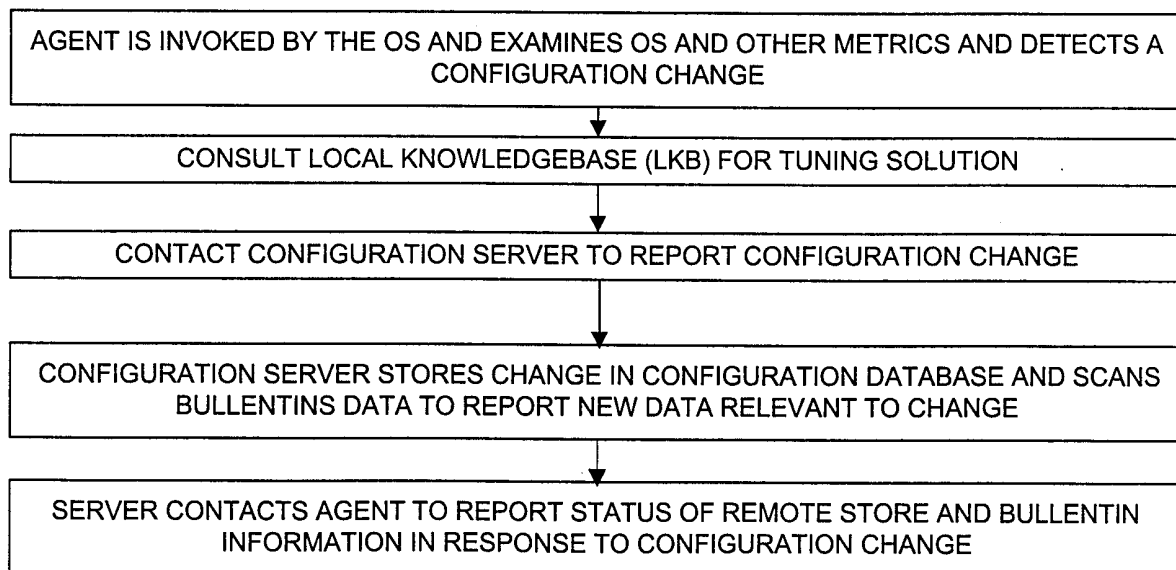 AGENT IS INVOKED BY THE OS AND EXAMINES OS AND OTHER METRICS AND DETECTS A
CONFIGURATION CHANGE
CONSULT LOCAL KNOWLEDGEBASE (LKB) FOR TUNING SOLUTION
CONTACT CONFIGURATION SERVER TO REPORT CONFIGURATION CHANGE
CONFIGURATION SERVER STORES CHANGE IN CONFIGURATION DATABASE AND SCANS
BULLENTINS DATA TO REPORT NEW DATA RELEVANT TO CHANGE
SERVER CONTACTS AGENT TO REPORT STATUS OF REMOTE STORE AND BULLENTIN
INFORMATION IN RESPONSE TO CONFIGURATION CHANGE